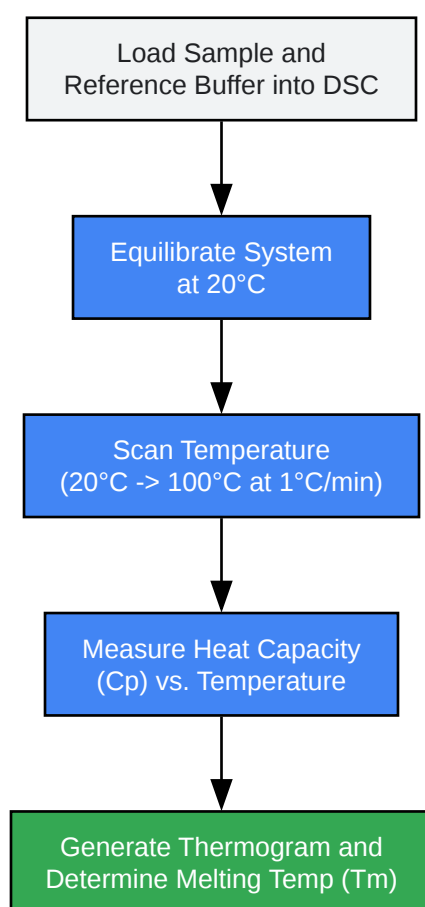 Load Sample and
Reference Buffer into DSC
Equilibrate System
at 20°C
Scan Temperature
(20°C -> 100°C at 1°C/min)
Measure Heat Capacity
(Cp) vs. Temperature
Generate Thermogram and
Determine Melting Temp (Tm)